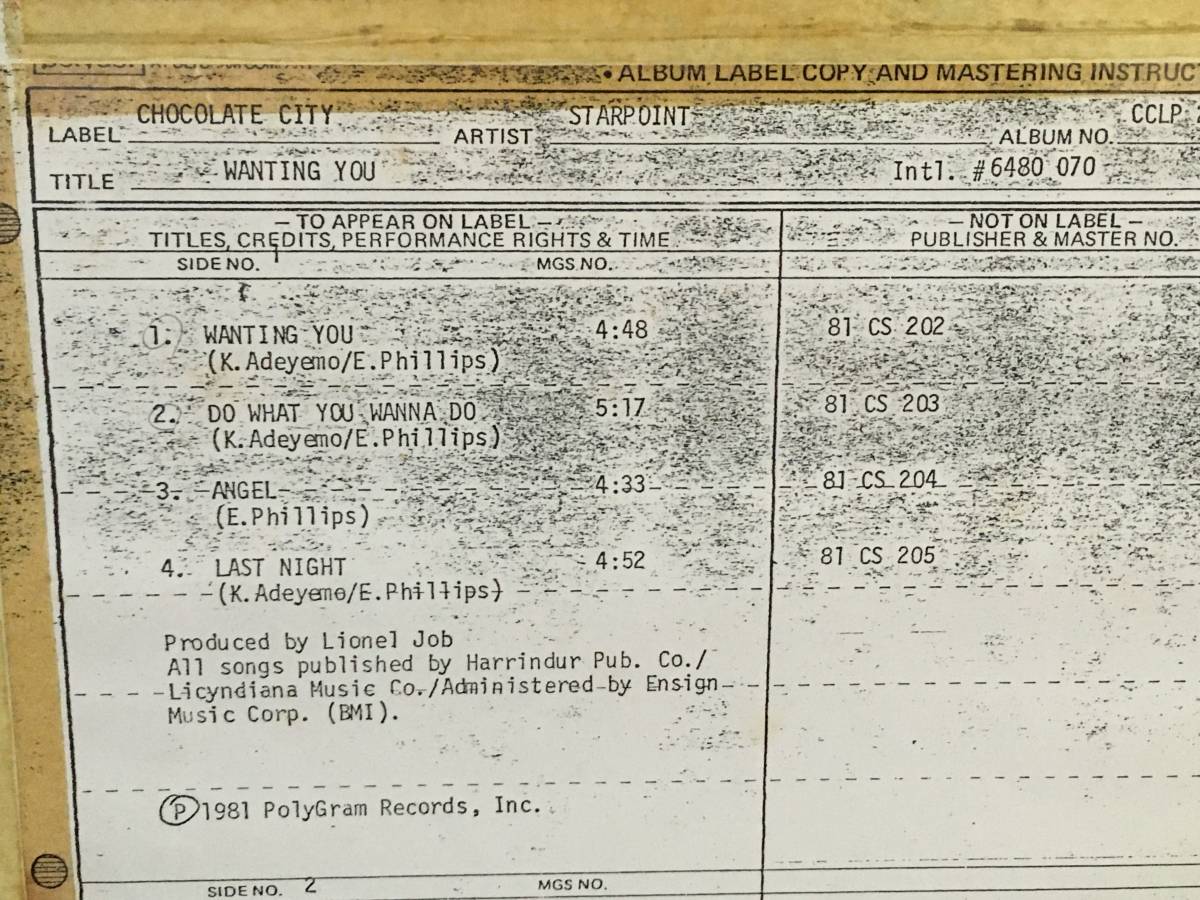 • ALBUM LABEL COPY AND MASTERING INSTRUCT
LABEL CHOCOLATE CITY ARTIST STARPOINT ALBUM NO. CCLP
TITLE WANTING YOU Intl. #6480 070
— TO APPEAR ON LABEL — — NOT ON LABEL —
TITLES, CREDITS, PERFORMANCE RIGHTS & TIME PUBLISHER & MASTER NO.
SIDE NO. 1 MGS NO.
1. WANTING YOU 4:48 81 CS 202
(K.Adeyemo/E.Phillips)
2. DO WHAT YOU WANNA DO 5:17 81 CS 203
(K.Adeyemo/E.Phillips)
3. ANGEL 4:33 81 CS 204
(E.Phillips)
4. LAST NIGHT 4:52 81 CS 205
(K.Adeyemo/E.Phillips)
Produced by Lionel Job
All songs published by Harrindur Pub. Co./
Licyndiana Music Co./Administered by Ensign
Music Corp. (BMI).
Ⓟ1981 PolyGram Records, Inc.
SIDE NO. 2 MGS NO.